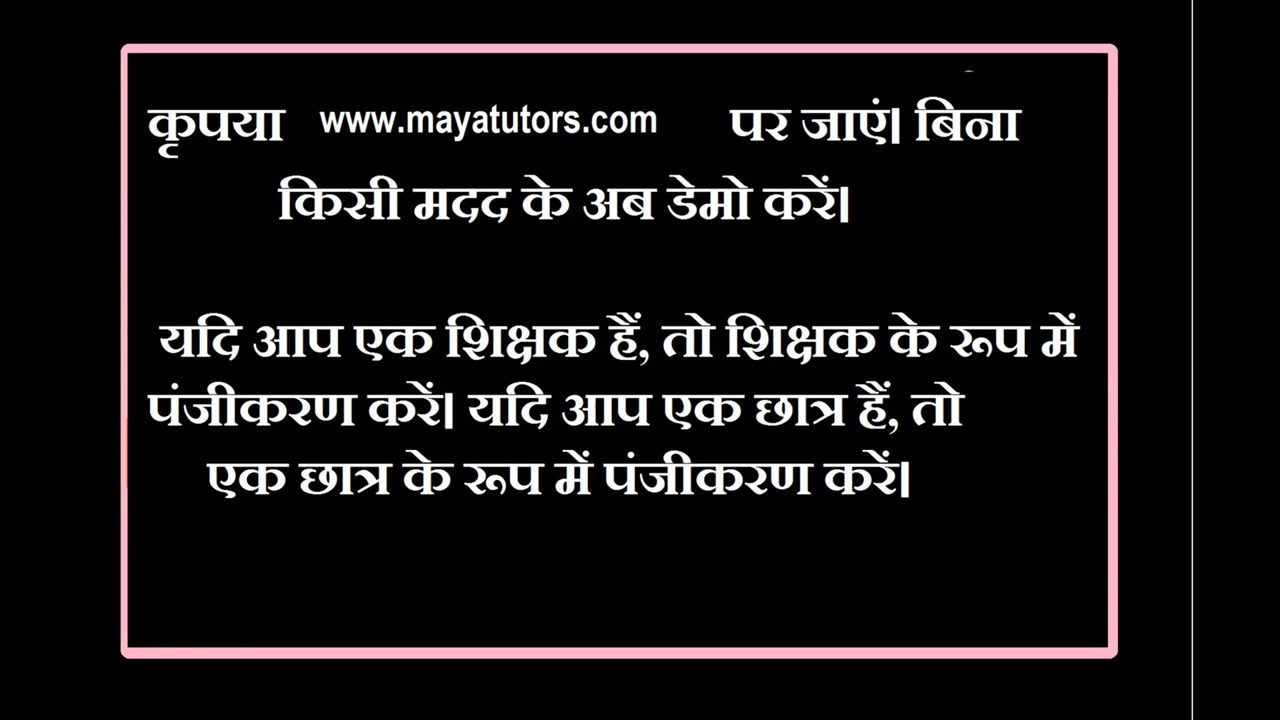 कृपया www.mayatutors.com पर जाएं। बिना
किसी मदद के अब डेमो करें।
यदि आप एक शिक्षक हैं, तो शिक्षक के रूप में
पंजीकरण करें। यदि आप एक छात्र हैं, तो
एक छात्र के रूप में पंजीकरण करें।